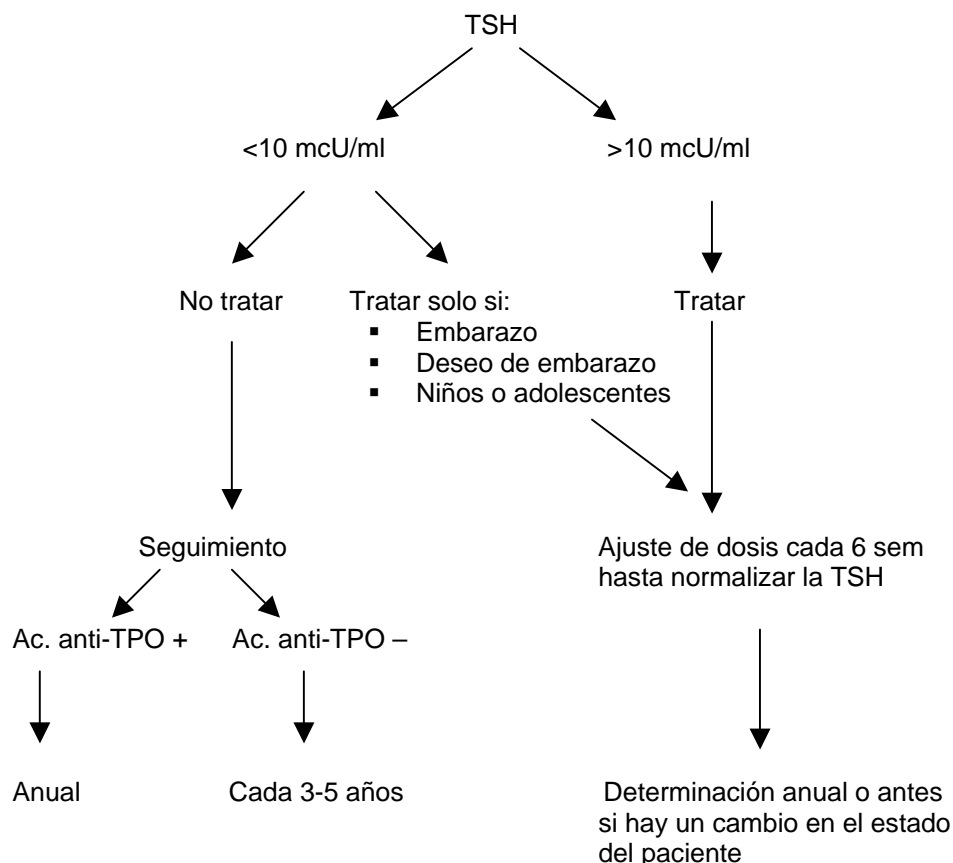 TSH
<10 mcU/ml
>10 mcU/ml
No tratar
Tratar solo si:
▪ Embarazo
▪ Deseo de embarazo
▪ Niños o adolescentes
Tratar
Seguimiento
Ajuste de dosis cada 6 sem
hasta normalizar la TSH
Ac. anti-TPO +
Ac. anti-TPO –
Anual
Cada 3-5 años
Determinación anual o antes
si hay un cambio en el estado
del paciente